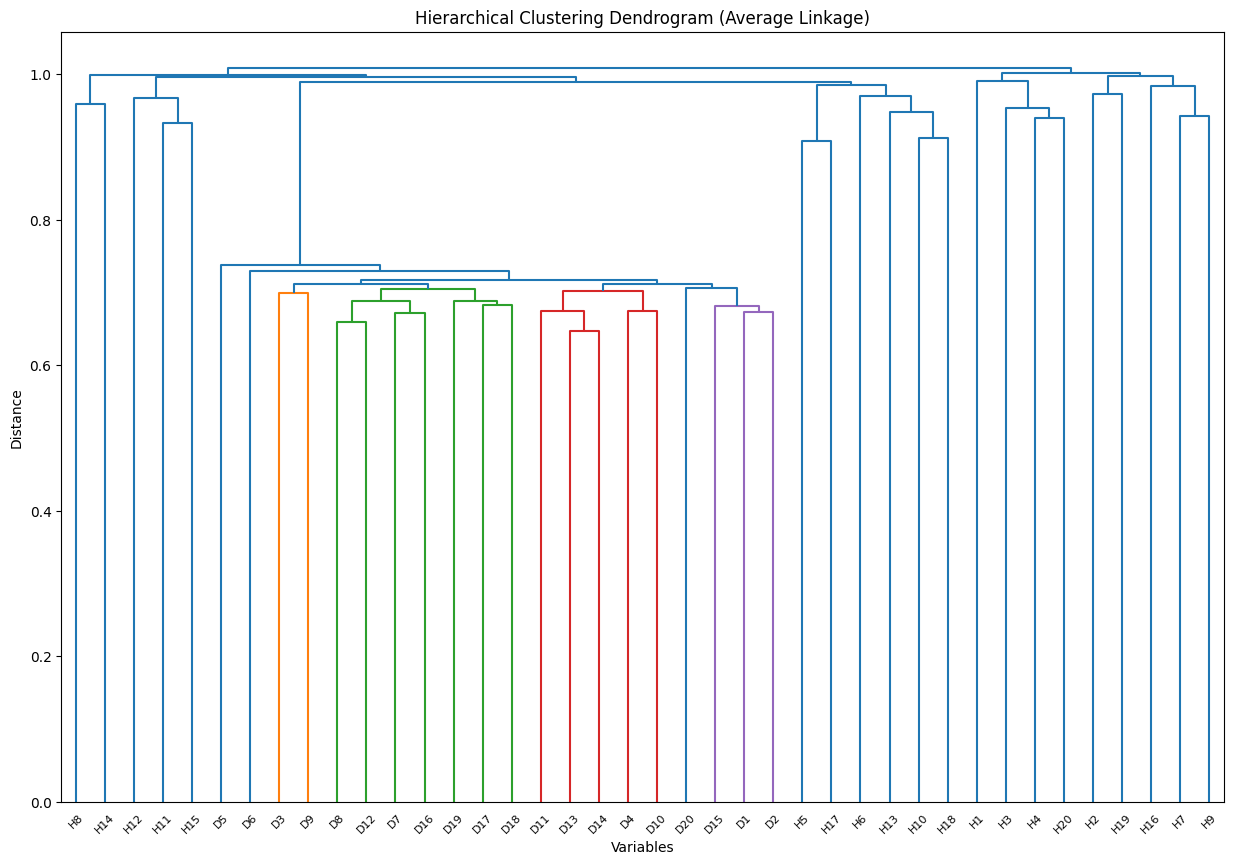 Hierarchical Clustering Dendrogram (Average Linkage)
1.0
0.8
0.6
0.4
0.2
0.0
Distance
H8 H14 H12 H11 H15 D5 D6 D3 D9 D8 D12 D7 D16 D19 D17 D18 D11 D13 D14 D4 D10 D20 D15 D1 D2 H5 H17 H6 H13 H10 H18 H1 H3 H4 H20 H2 H19 H16 H7 H9
Variables